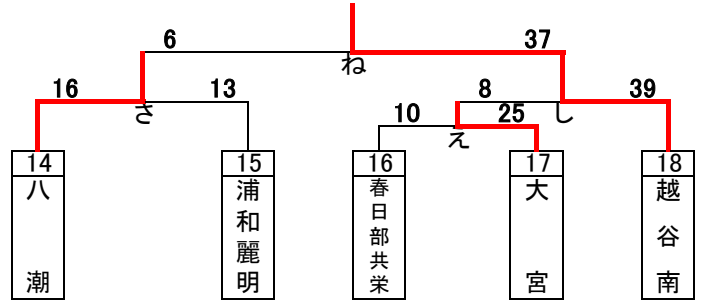 6 37
ね
16 13 8 39
さ 10 25 し
え
14 15 16 17 18
八潮 浦和麗明 春日部共栄 大宮 越谷南